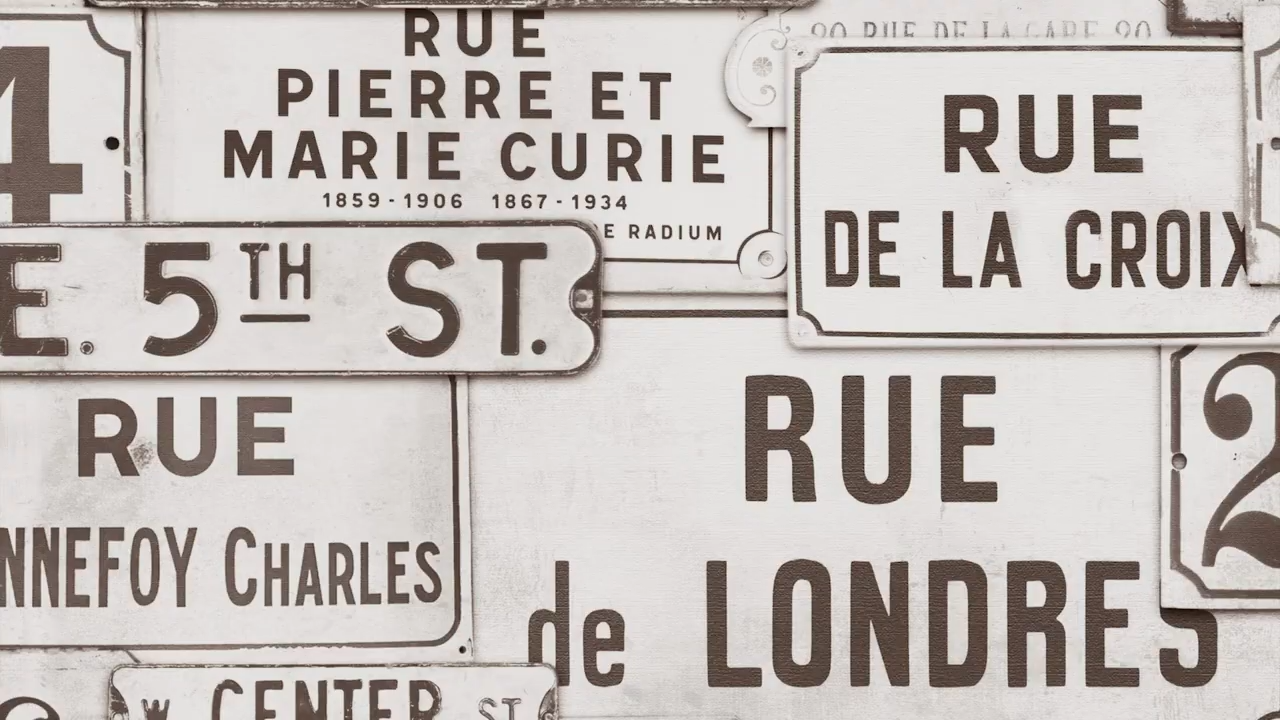 4
RUE
PIERRE ET
MARIE CURIE
1859-1906 1867-1934
RADIUM
90 RUE DE LA GARE 90
RUE
DE LA CROIX
E. 5TH ST.
RUE
NNEFOY CHARLES
RUE
de LONDRES
2
W. CENTER ST.